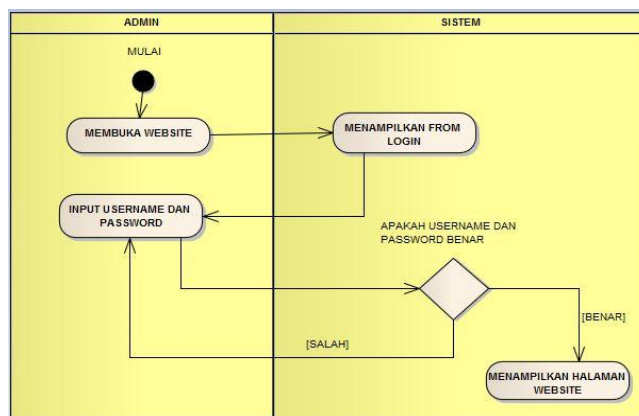 ADMIN
SISTEM
MULAI
MEMBUKA WEBSITE
MENAMPILKAN FROM
LOGIN
INPUT USERNAME DAN
PASSWORD
APAKAH USERNAME DAN
PASSWORD BENAR
[BENAR]
[SALAH]
MENAMPILKAN HALAMAN
WEBSITE